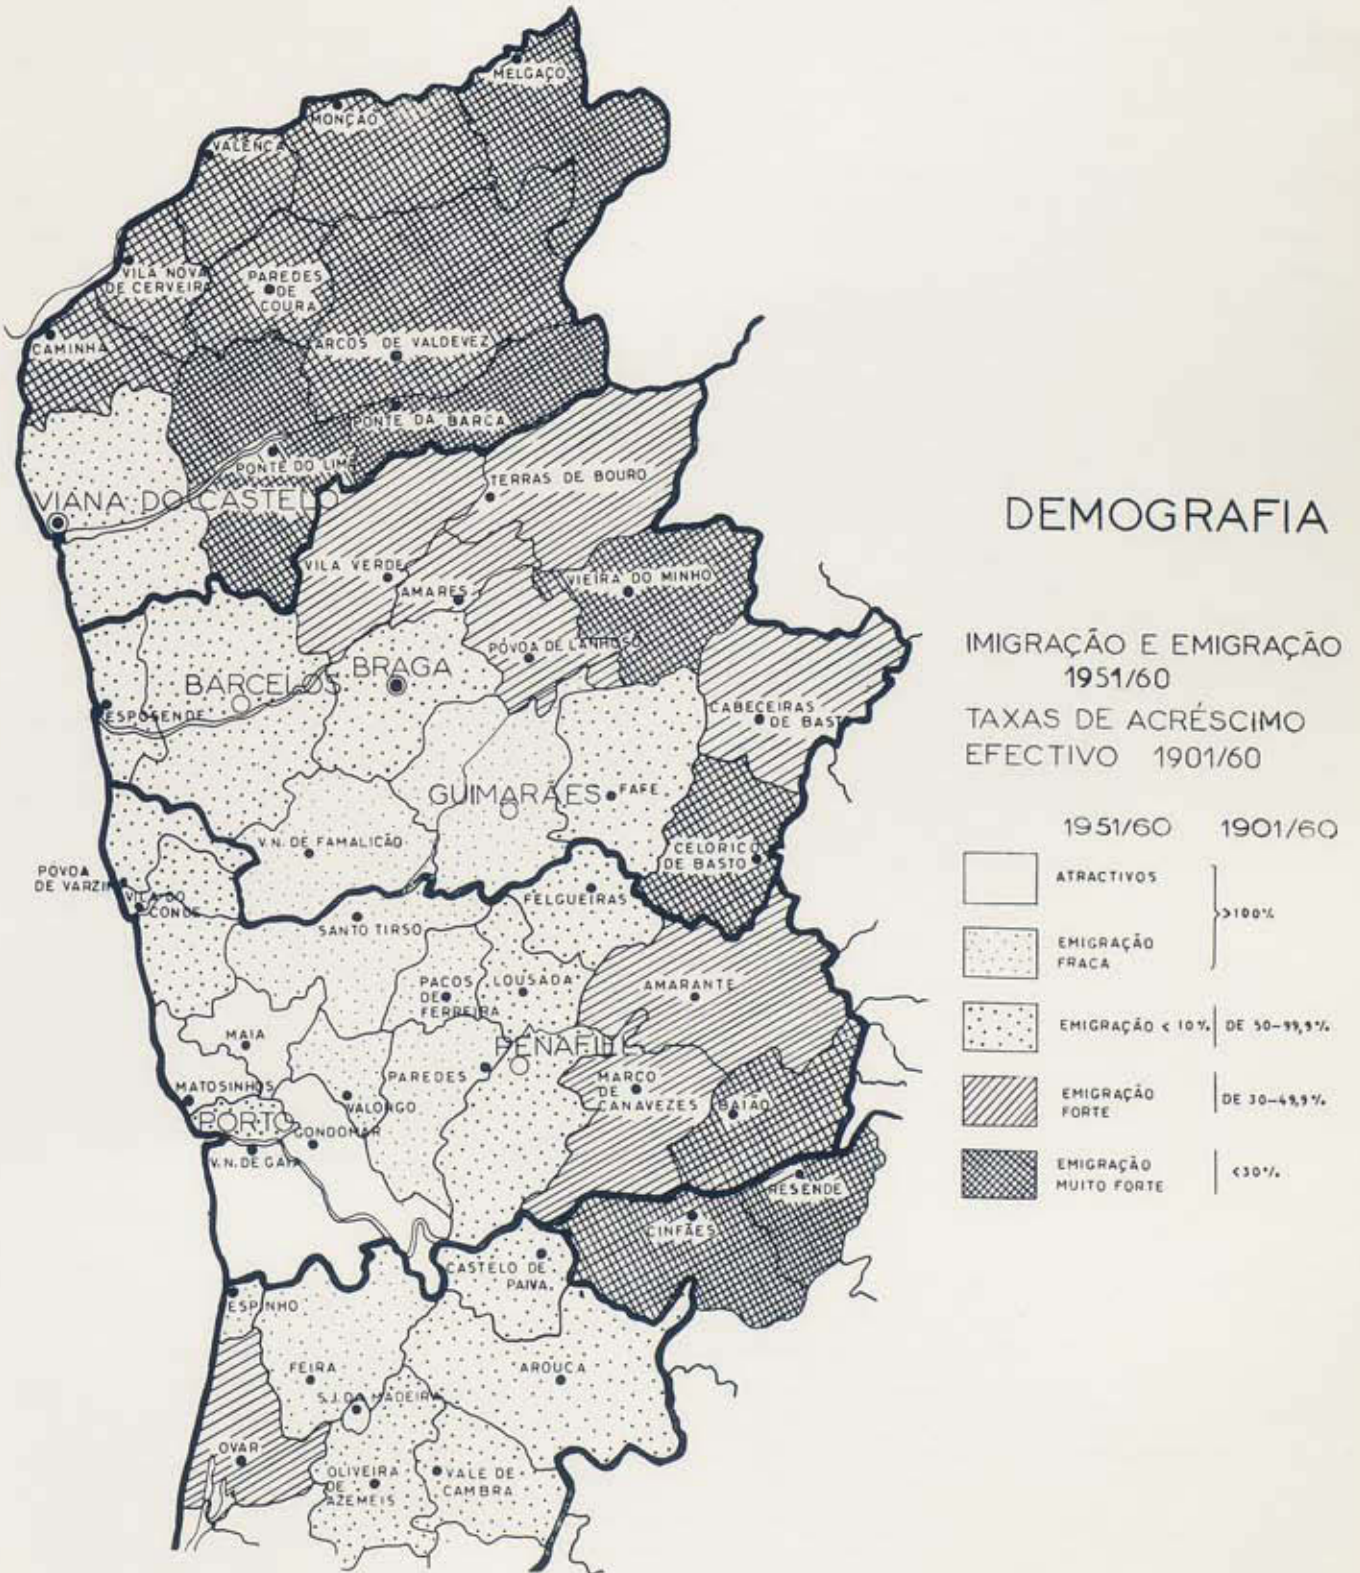 MELGAÇO
MONÇÃO
VALENÇA
VILA NOVA
DE CERVEIRA
PAREDES
DE
COURA
CAMINHA
ARCOS DE VALDEVEZ
PONTE DA BARCA
PONTE DO LIMA
VIANA DO CASTELO
TERRAS DE BOURO
VILA VERDE
AMARES
VIEIRA DO MINHO
PÓVOA DE LANHOSO
BRAGA
BARCELOS
ESPOSENDE
CABECEIRAS
DE BASTO
GUIMARÃES
FAFE
V.N. DE FAMALICÃO
CELORICO
DE BASTO
PÓVOA
DE VARZIM
VILA DO
CONDE
FELGUEIRAS
SANTO TIRSO
PAÇOS
DE
FERREIRA
LOUSADA
AMARANTE
MAIA
PENAFIEL
PAREDES
MATOSINHOS
VALONGO
MARCO
DE
CANAVEZES
BAIÃO
PORTO
GONDOMAR
V.N. DE GAIA
RESENDE
CINFÃES
CASTELO DE
PAIVA
ESPINHO
FEIRA
AROUCA
S.J. DA MADEIRA
OVAR
OLIVEIRA
DE
AZEMEIS
VALE DE
CAMBRA
DEMOGRAFIA
IMIGRAÇÃO E EMIGRAÇÃO
1951/60
TAXAS DE ACRÉSCIMO
EFECTIVO 1901/60
1951/60 1901/60
ATRACTIVOS
>100%
EMIGRAÇÃO
FRACA
EMIGRAÇÃO < 10% DE 50-99,9%
EMIGRAÇÃO
FORTE
DE 30-49,9%
EMIGRAÇÃO
MUITO FORTE
<30%